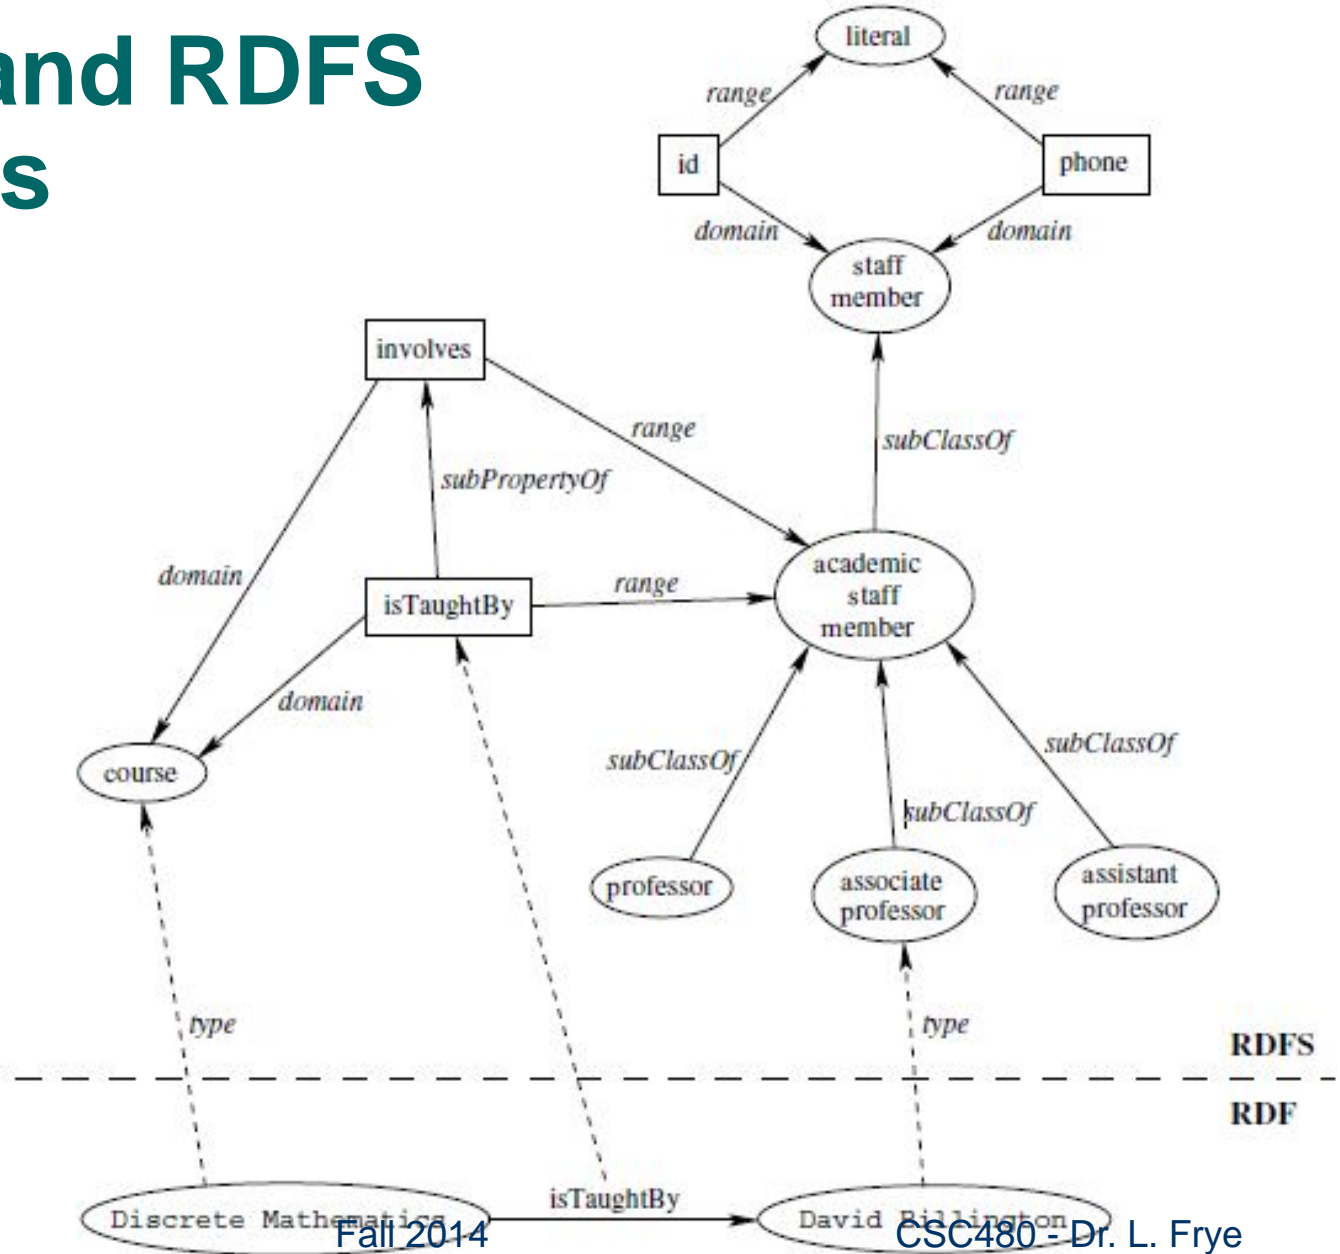 and RDFS
s
literal
range
range
id
phone
domain
domain
staff
member
involves
range
subClassOf
subPropertyOf
domain
isTaughtBy
range
academic
staff
member
domain
course
subClassOf
subClassOf
subClassOf
professor
associate
professor
assistant
professor
type
type
RDFS
RDF
isTaughtBy
Discrete Mathematics
David Billington
Fall 2014
CSC480 - Dr. L. Frye